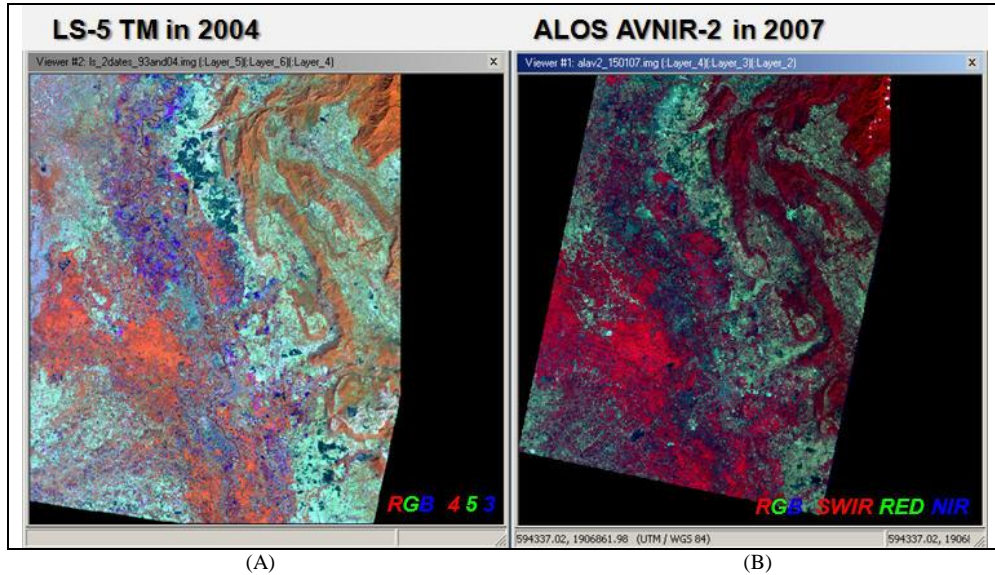 LS-5 TM in 2004
ALOS AVNIR-2 in 2007
Viewer #2: ls_2dates_93and04.img (:Layer_5)(:Layer_6)(:Layer_4)
X
Viewer #1: alav2_150107.img (:Layer_4)(:Layer_3)(:Layer_2)
X
RGB 4 5 3
RGB SWIR RED NIR
594337.02, 1906861.98 (UTM / WGS 84)
594337.02, 1906
(A)
(B)